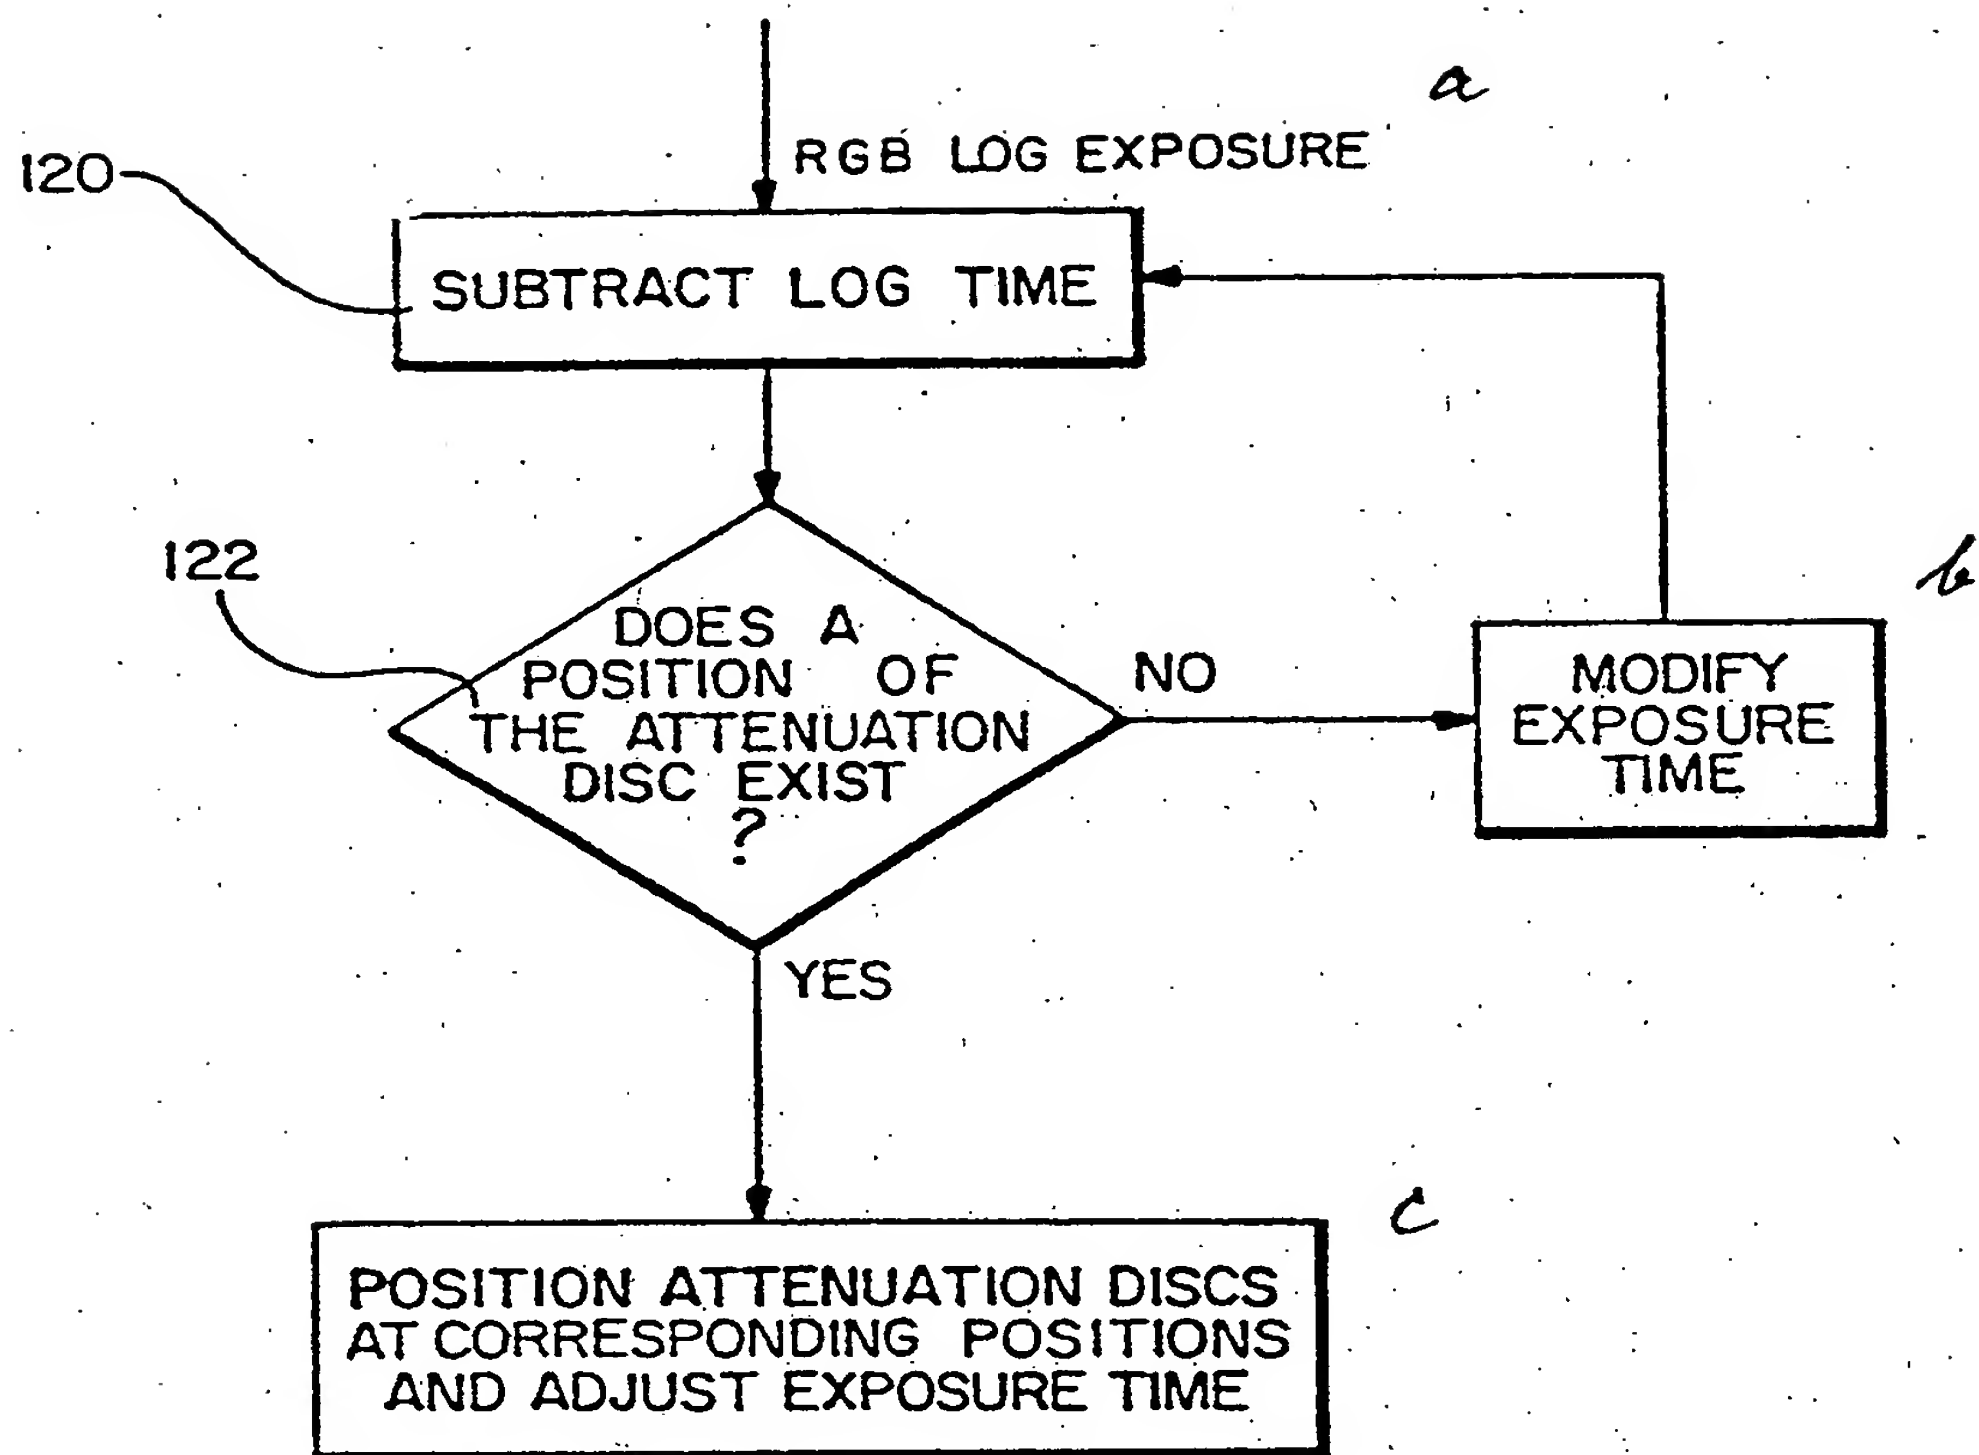 a
RGB LOG EXPOSURE
120
SUBTRACT LOG TIME
122
DOES A
POSITION OF
THE ATTENUATION
DISC EXIST
?
NO
b
MODIFY
EXPOSURE
TIME
YES
c
POSITION ATTENUATION DISCS
AT CORRESPONDING POSITIONS
AND ADJUST EXPOSURE TIME